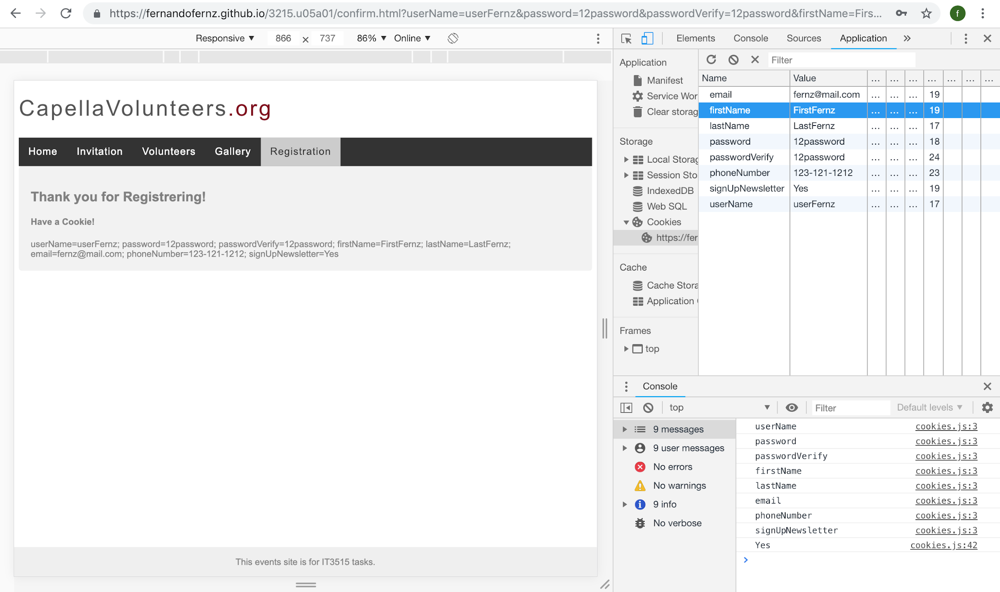 https://fernandofernz.github.io/3215.u05a01/confirm.html?userName=userFernz&password=12password&passwordVerify=12password&firstName=Firs...
f
Responsive ▼ 866 × 737 86% ▼ Online ▼
Elements Console Sources Application »
CapellaVolunteers.org
Home Invitation Volunteers Gallery Registration
Thank you for Registrering!
Have a Cookie!
userName=userFernz; password=12password; passwordVerify=12password; firstName=FirstFernz; lastName=LastFernz;
email=fernz@mail.com; phoneNumber=123-121-1212; signUpNewsletter=Yes
This events site is for IT3515 tasks.
Application
Manifest
Service Wor
Clear storag
Storage
Local Storag
Session Sto
IndexedDB
Web SQL
Cookies
https://fer
Cache
Cache Stora
Application
Frames
top
Filter
Name Value ... ... ... ... ... ... ...
email fernz@mail.com ... ... ... 19
firstName FirstFernz ... ... ... 19
lastName LastFernz ... ... ... 17
password 12password ... ... ... 18
passwordVerify 12password ... ... ... 24
phoneNumber 123-121-1212 ... ... ... 23
signUpNewsletter Yes ... ... ... 19
userName userFernz ... ... ... 17
Console
top ▼ Filter Default levels ▼
9 messages
9 user messages
No errors
No warnings
9 info
No verbose
userName cookies.js:3
password cookies.js:3
passwordVerify cookies.js:3
firstName cookies.js:3
lastName cookies.js:3
email cookies.js:3
phoneNumber cookies.js:3
signUpNewsletter cookies.js:3
Yes cookies.js:42
>